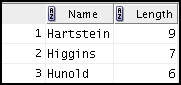 Name Length
1 Hartstein 9
2 Higgins 7
3 Hunold 6